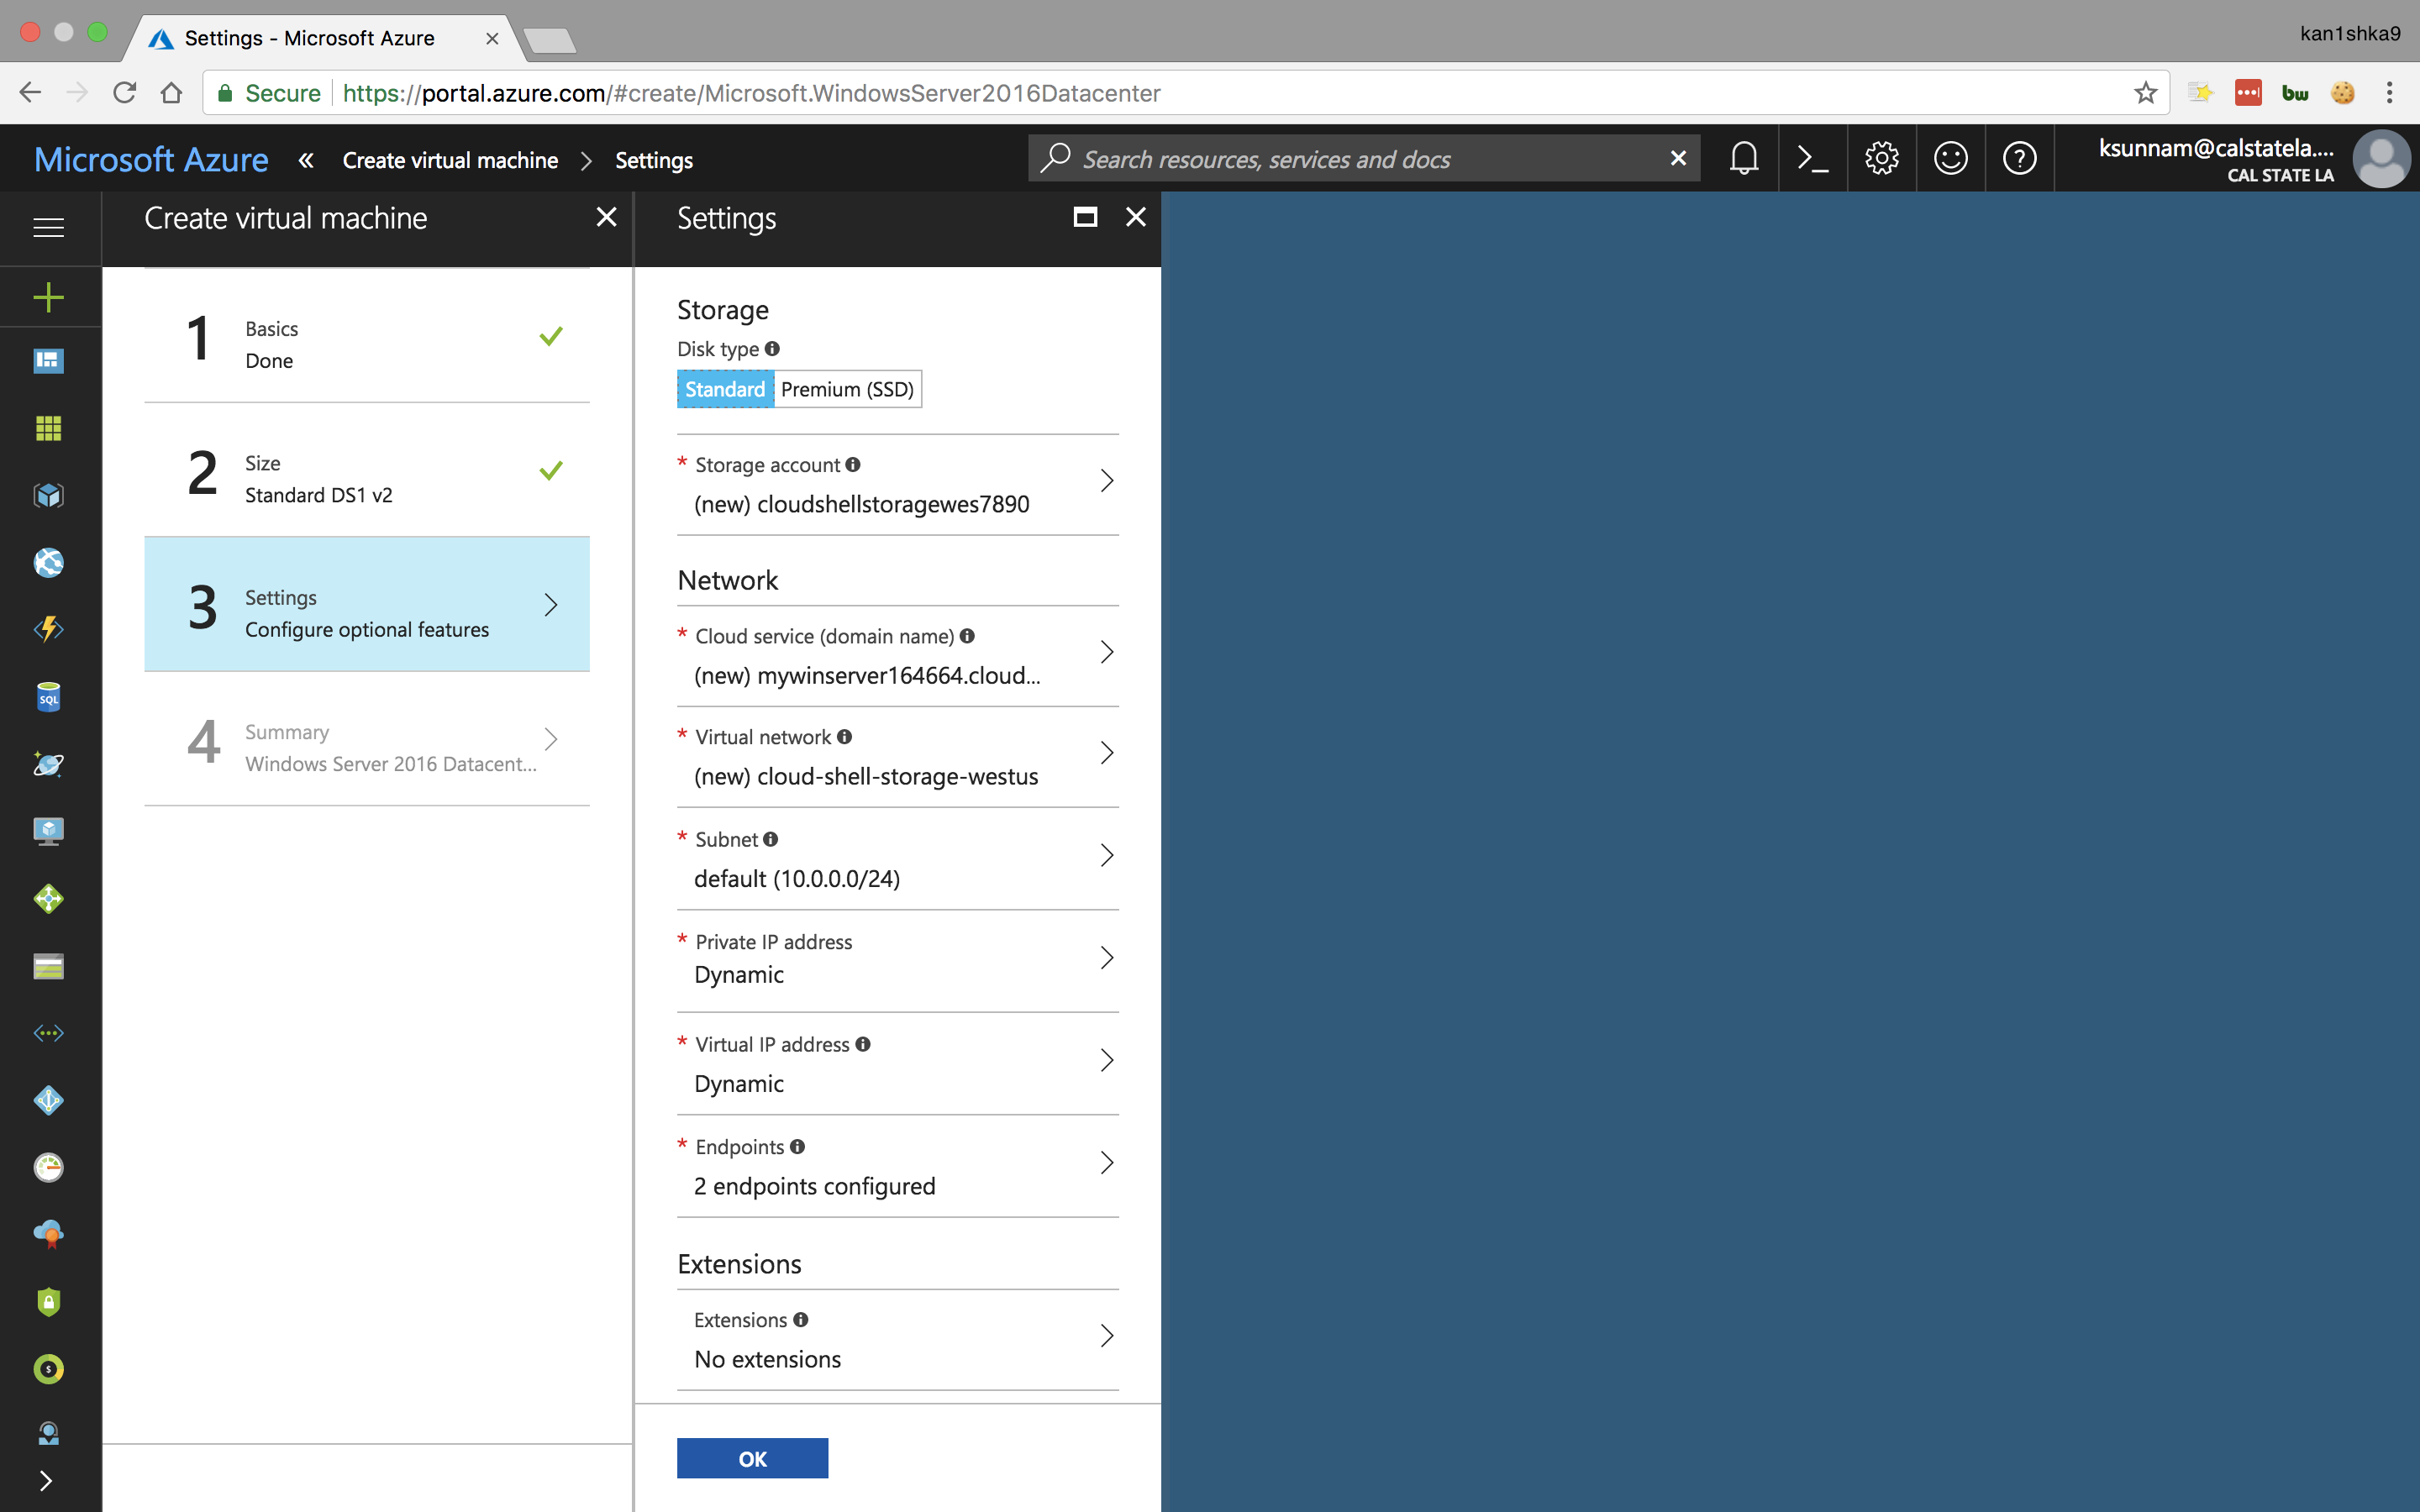 Settings - Microsoft Azure
kan1shka9
Secure https://portal.azure.com/#create/Microsoft.WindowsServer2016Datacenter
bw
Microsoft Azure « Create virtual machine > Settings
Search resources, services and docs
ksunnam@calstatela....
CAL STATE LA
Create virtual machine
1
Basics
Done
2
Size
Standard DS1 v2
3
Settings
Configure optional features
4
Summary
Windows Server 2016 Datacent...
SQL
Settings
Storage
Disk type
Standard Premium (SSD)
* Storage account
(new) cloudshellstoragewes7890
Network
* Cloud service (domain name)
(new) mywinserver164664.cloud...
* Virtual network
(new) cloud-shell-storage-westus
* Subnet
default (10.0.0.0/24)
* Private IP address
Dynamic
* Virtual IP address
Dynamic
* Endpoints
2 endpoints configured
Extensions
Extensions
No extensions
OK